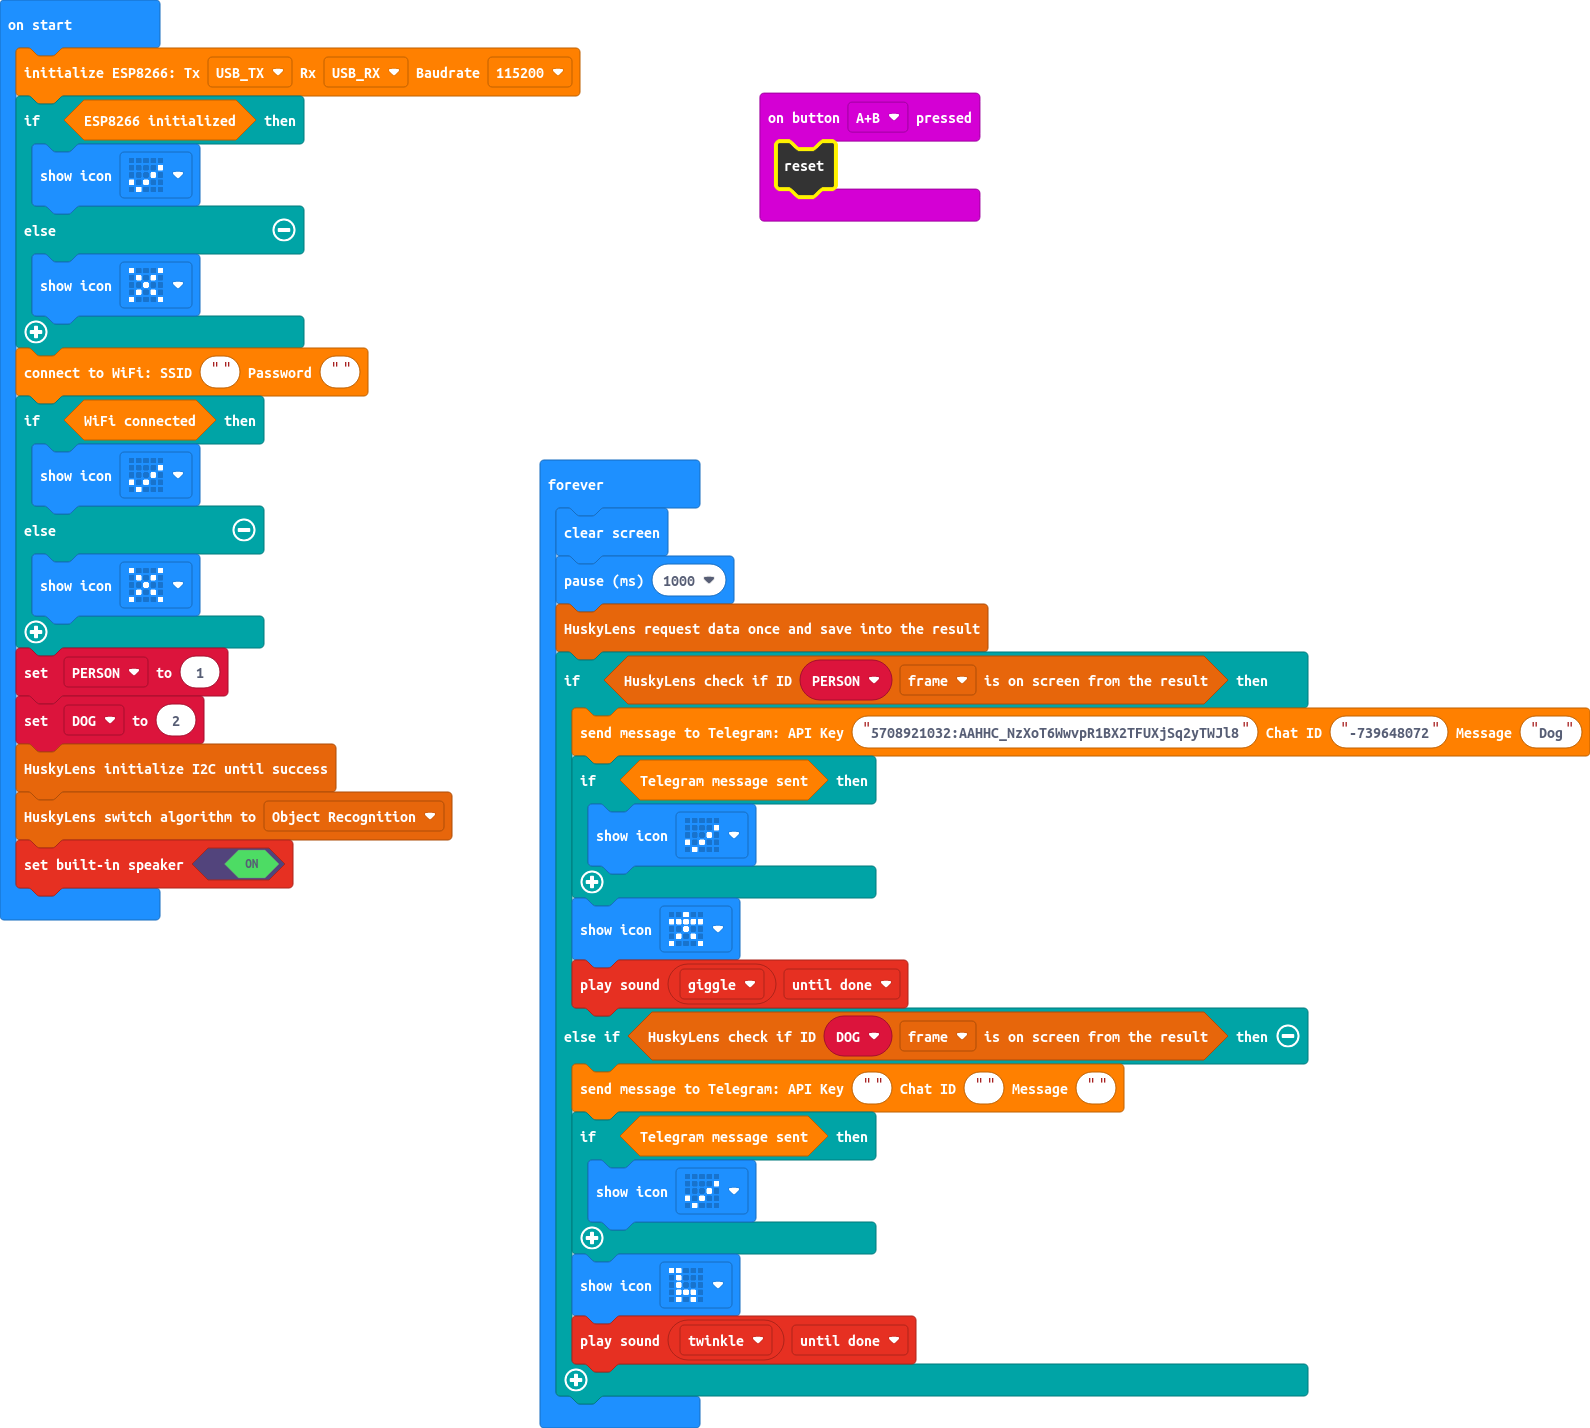 on start
initialize ESP8266: Tx USB_TX Rx USB_RX Baudrate 115200
if ESP8266 initialized then
show icon
else
show icon
connect to WiFi: SSID " " Password " "
if WiFi connected then
show icon
else
show icon
set PERSON to 1
set DOG to 2
HuskyLens initialize I2C until success
HuskyLens switch algorithm to Object Recognition
set built-in speaker ON
on button A+B pressed
reset
forever
clear screen
pause (ms) 1000
HuskyLens request data once and save into the result
if HuskyLens check if ID PERSON frame is on screen from the result then
send message to Telegram: API Key "5708921032:AAHHC_NzXoT6WwvpR1BX2TFUXjSq2yTWJl8" Chat ID "-739648072" Message "Dog"
if Telegram message sent then
show icon
show icon
play sound giggle until done
else if HuskyLens check if ID DOG frame is on screen from the result then
send message to Telegram: API Key " " Chat ID " " Message " "
if Telegram message sent then
show icon
show icon
play sound twinkle until done